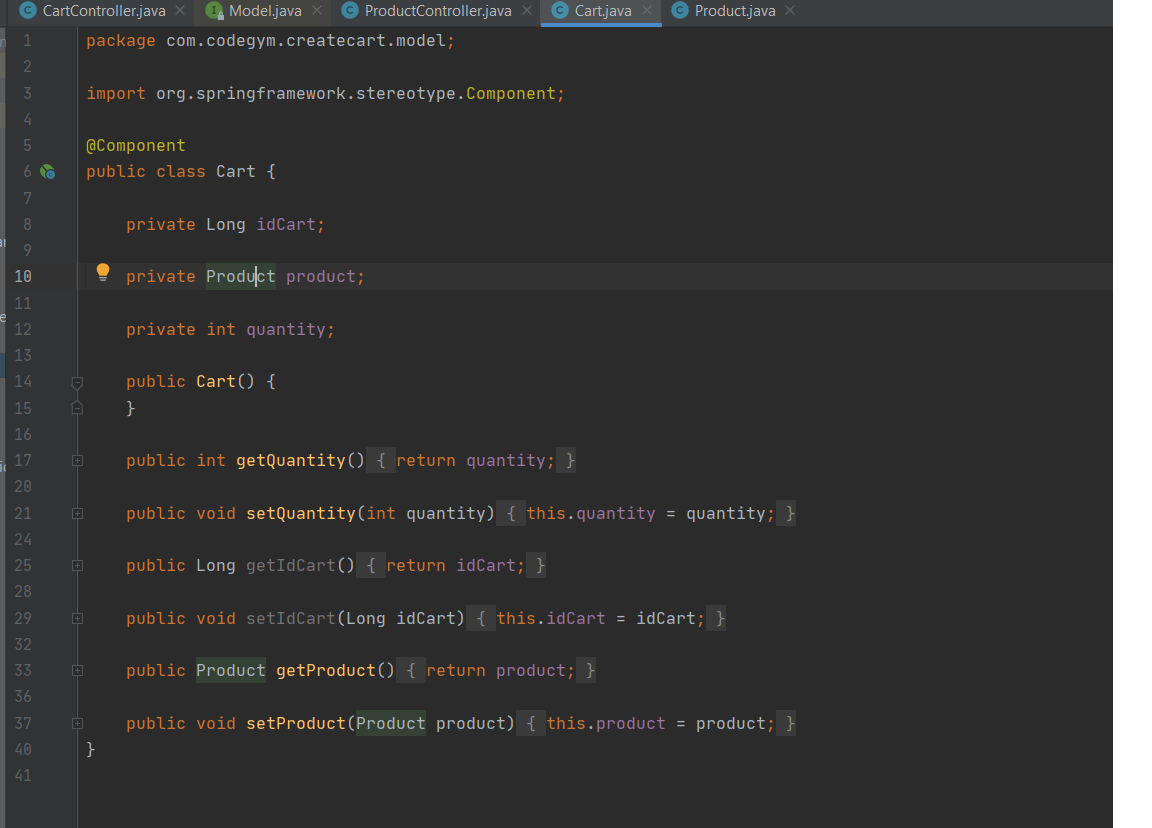 CartController.java Model.java ProductController.java Cart.java Product.java
1 package com.codegym.createcart.model;
2
3 import org.springframework.stereotype.Component;
4
5 @Component
6 public class Cart {
7
8 private Long idCart;
9
10 private Product product;
11
12 private int quantity;
13
14 public Cart() {
15 }
16
17 public int getQuantity() { return quantity; }
20
21 public void setQuantity(int quantity) { this.quantity = quantity; }
24
25 public Long getIdCart() { return idCart; }
28
29 public void setIdCart(Long idCart) { this.idCart = idCart; }
32
33 public Product getProduct() { return product; }
36
37 public void setProduct(Product product) { this.product = product; }
40 }
41